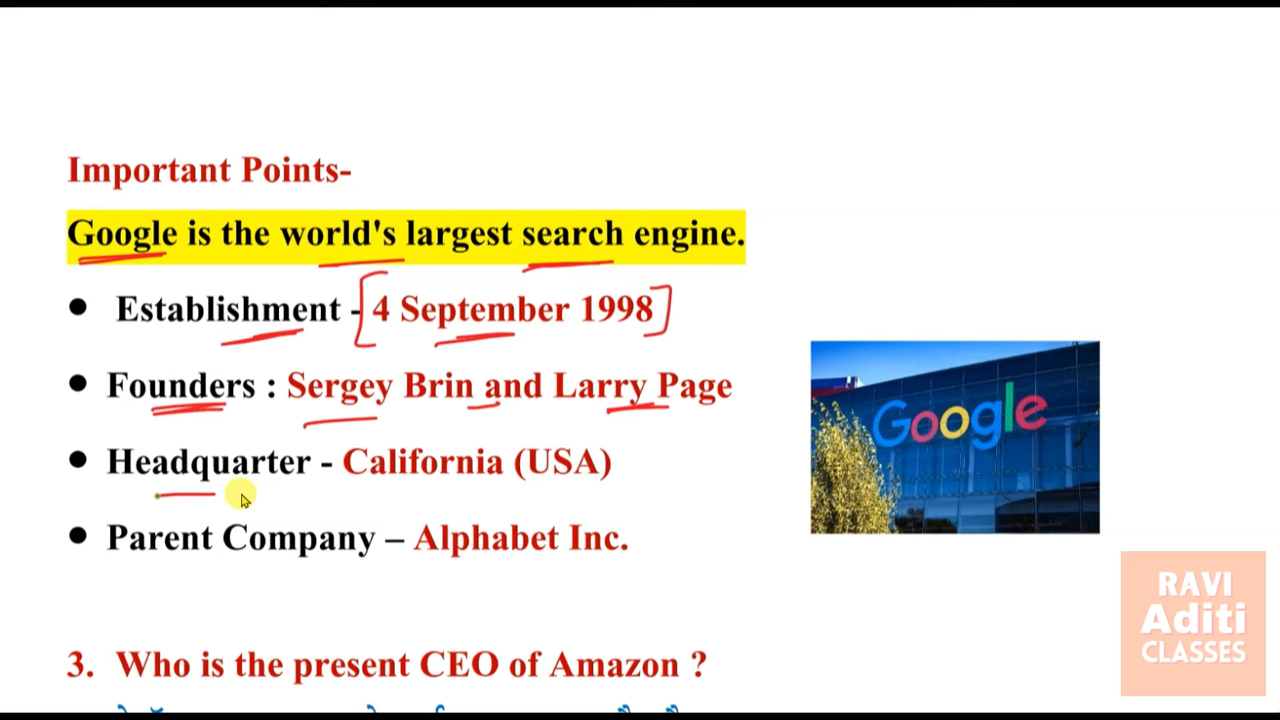 Important Points-
Google is the world's largest search engine.
● Establishment - 4 September 1998
● Founders : Sergey Brin and Larry Page
● Headquarter - California (USA)
Google
● Parent Company – Alphabet Inc.
3. Who is the present CEO of Amazon ?
RAVI
Aditi
CLASSES